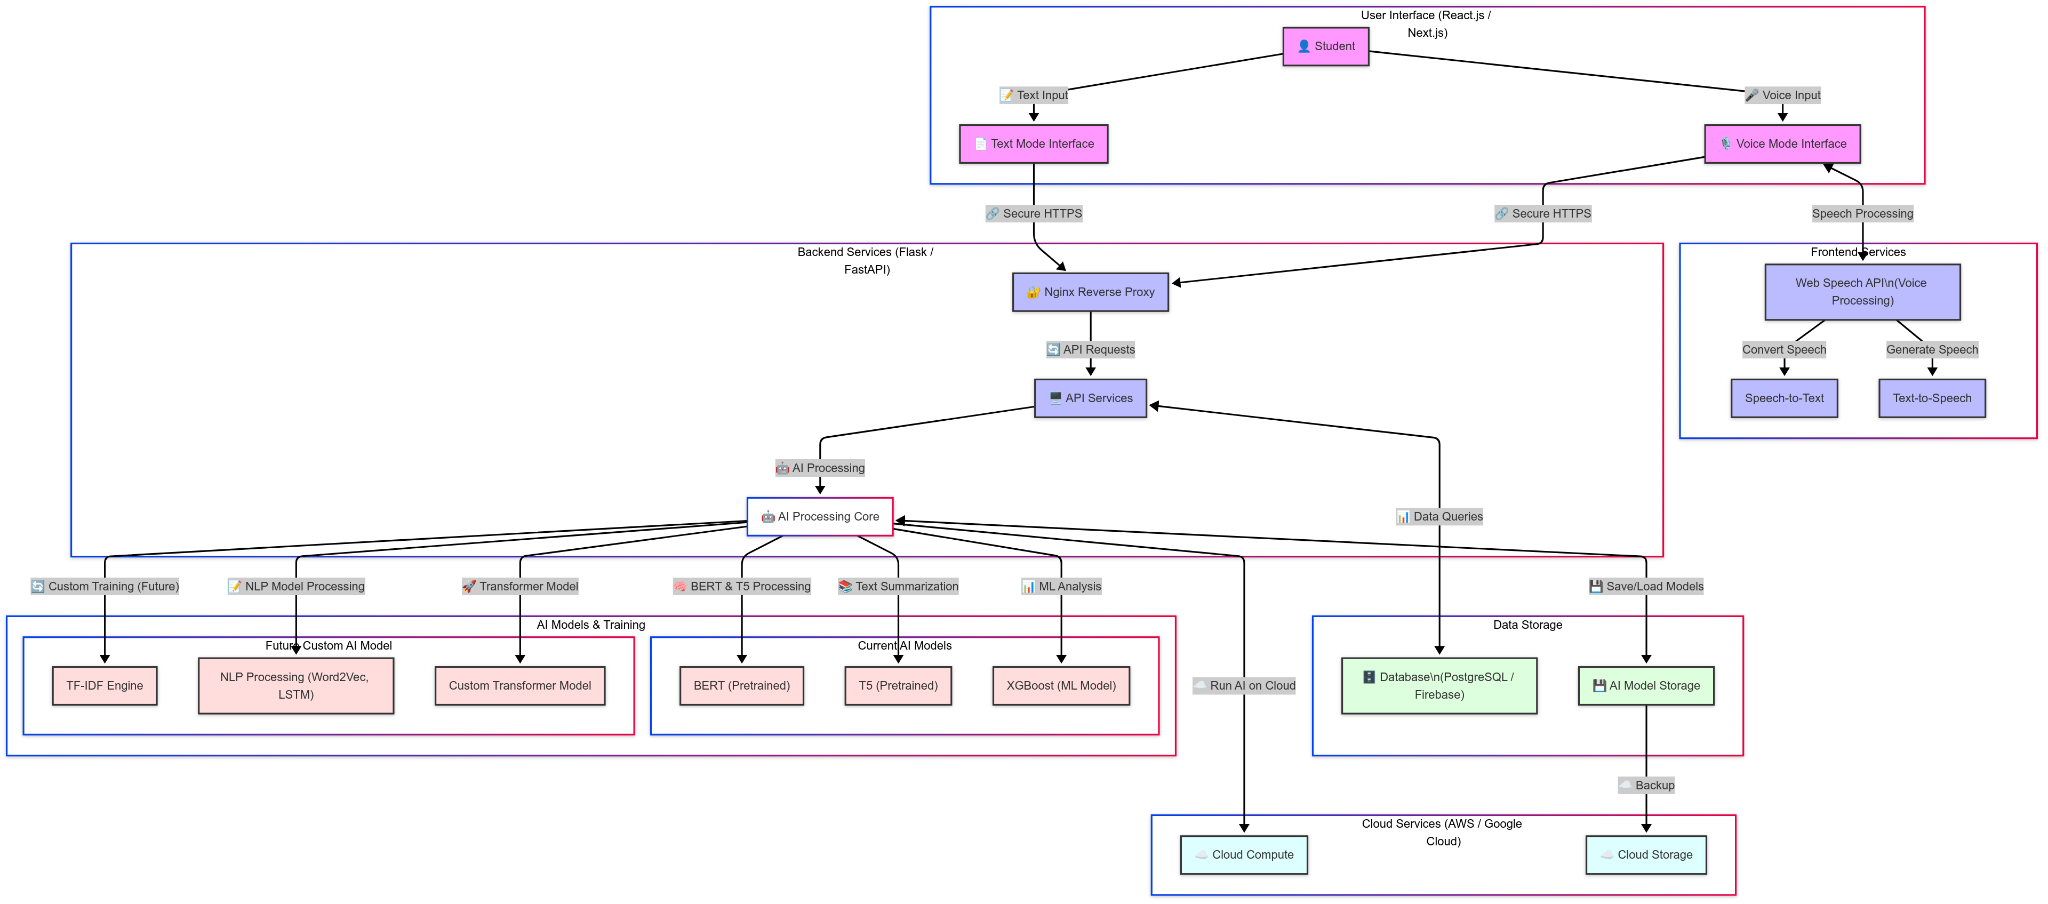 User Interface (React.js /
Next.js)
👤 Student
📝 Text Input
🎤 Voice Input
📄 Text Mode Interface
🎙️ Voice Mode Interface
🔗 Secure HTTPS
🔗 Secure HTTPS
Speech Processing
Backend Services (Flask /
FastAPI)
Frontend Services
🔐 Nginx Reverse Proxy
Web Speech API\n(Voice
Processing)
🔄 API Requests
Convert Speech
Generate Speech
🖥️ API Services
Speech-to-Text
Text-to-Speech
🤖 AI Processing
🤖 AI Processing Core
📊 Data Queries
🔄 Custom Training (Future)
📝 NLP Model Processing
🚀 Transformer Model
🧠 BERT & T5 Processing
📚 Text Summarization
📊 ML Analysis
💾 Save/Load Models
AI Models & Training
Data Storage
Future Custom AI Model
Current AI Models
TF-IDF Engine
NLP Processing (Word2Vec,
LSTM)
Custom Transformer Model
BERT (Pretrained)
T5 (Pretrained)
XGBoost (ML Model)
☁️ Run AI on Cloud
🗄️ Database\n(PostgreSQL /
Firebase)
💾 AI Model Storage
☁️ Backup
Cloud Services (AWS / Google
Cloud)
☁️ Cloud Compute
☁️ Cloud Storage